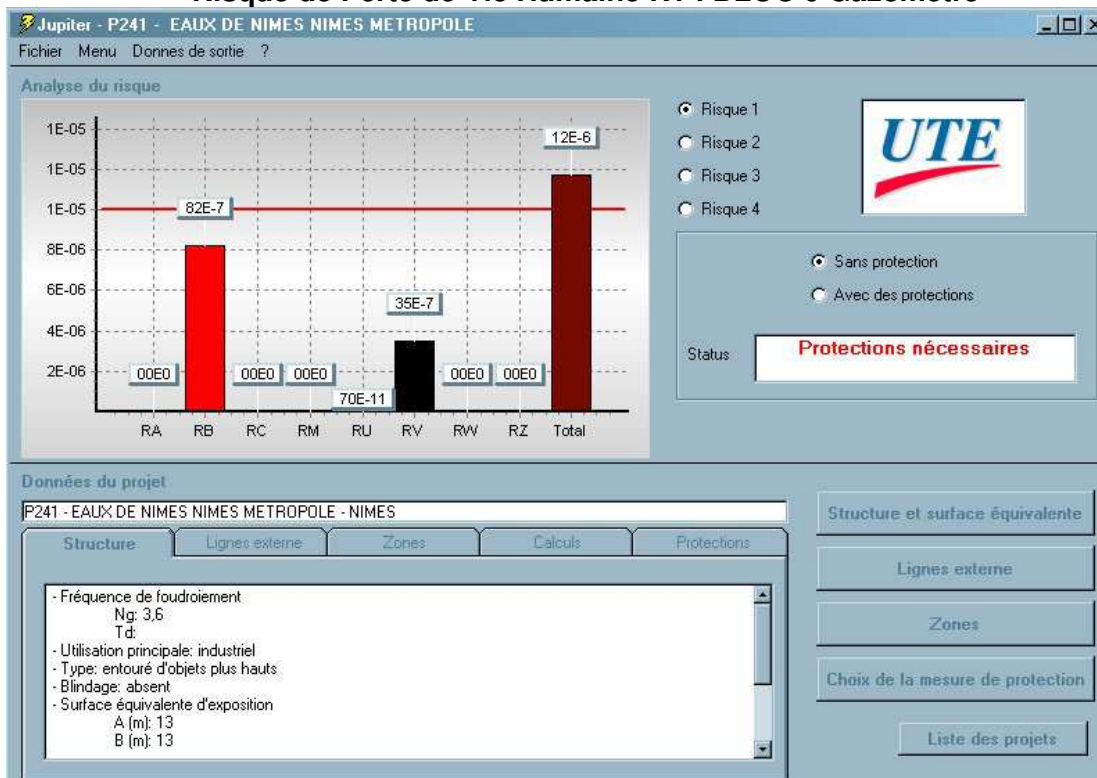 Jupiter - P241 - EAUX DE NIMES NIMES METROPOLE
Fichier Menu Donnes de sortie ?
Analyse du risque
1E-05
1E-05
1E-05
8E-06
6E-06
4E-06
2E-06
00E0
82E-7
00E0
00E0
70E-11
35E-7
00E0
00E0
12E-6
RA RB RC RM RU RV RW RZ Total
Risque 1
Risque 2
Risque 3
Risque 4
UTE
Sans protection
Avec des protections
Status
Protections nécessaires
Données du projet
P241 - EAUX DE NIMES NIMES METROPOLE - NIMES
Structure Lignes externe Zones Calculs Protections
- Fréquence de foudroiement
Ng: 3,6
Td:
- Utilisation principale: industriel
- Type: entouré d'objets plus hauts
- Blindage: absent
- Surface équivalente d'exposition
A (m): 13
B (m): 13
Structure et surface équivalente
Lignes externe
Zones
Choix de la mesure de protection
Liste des projets